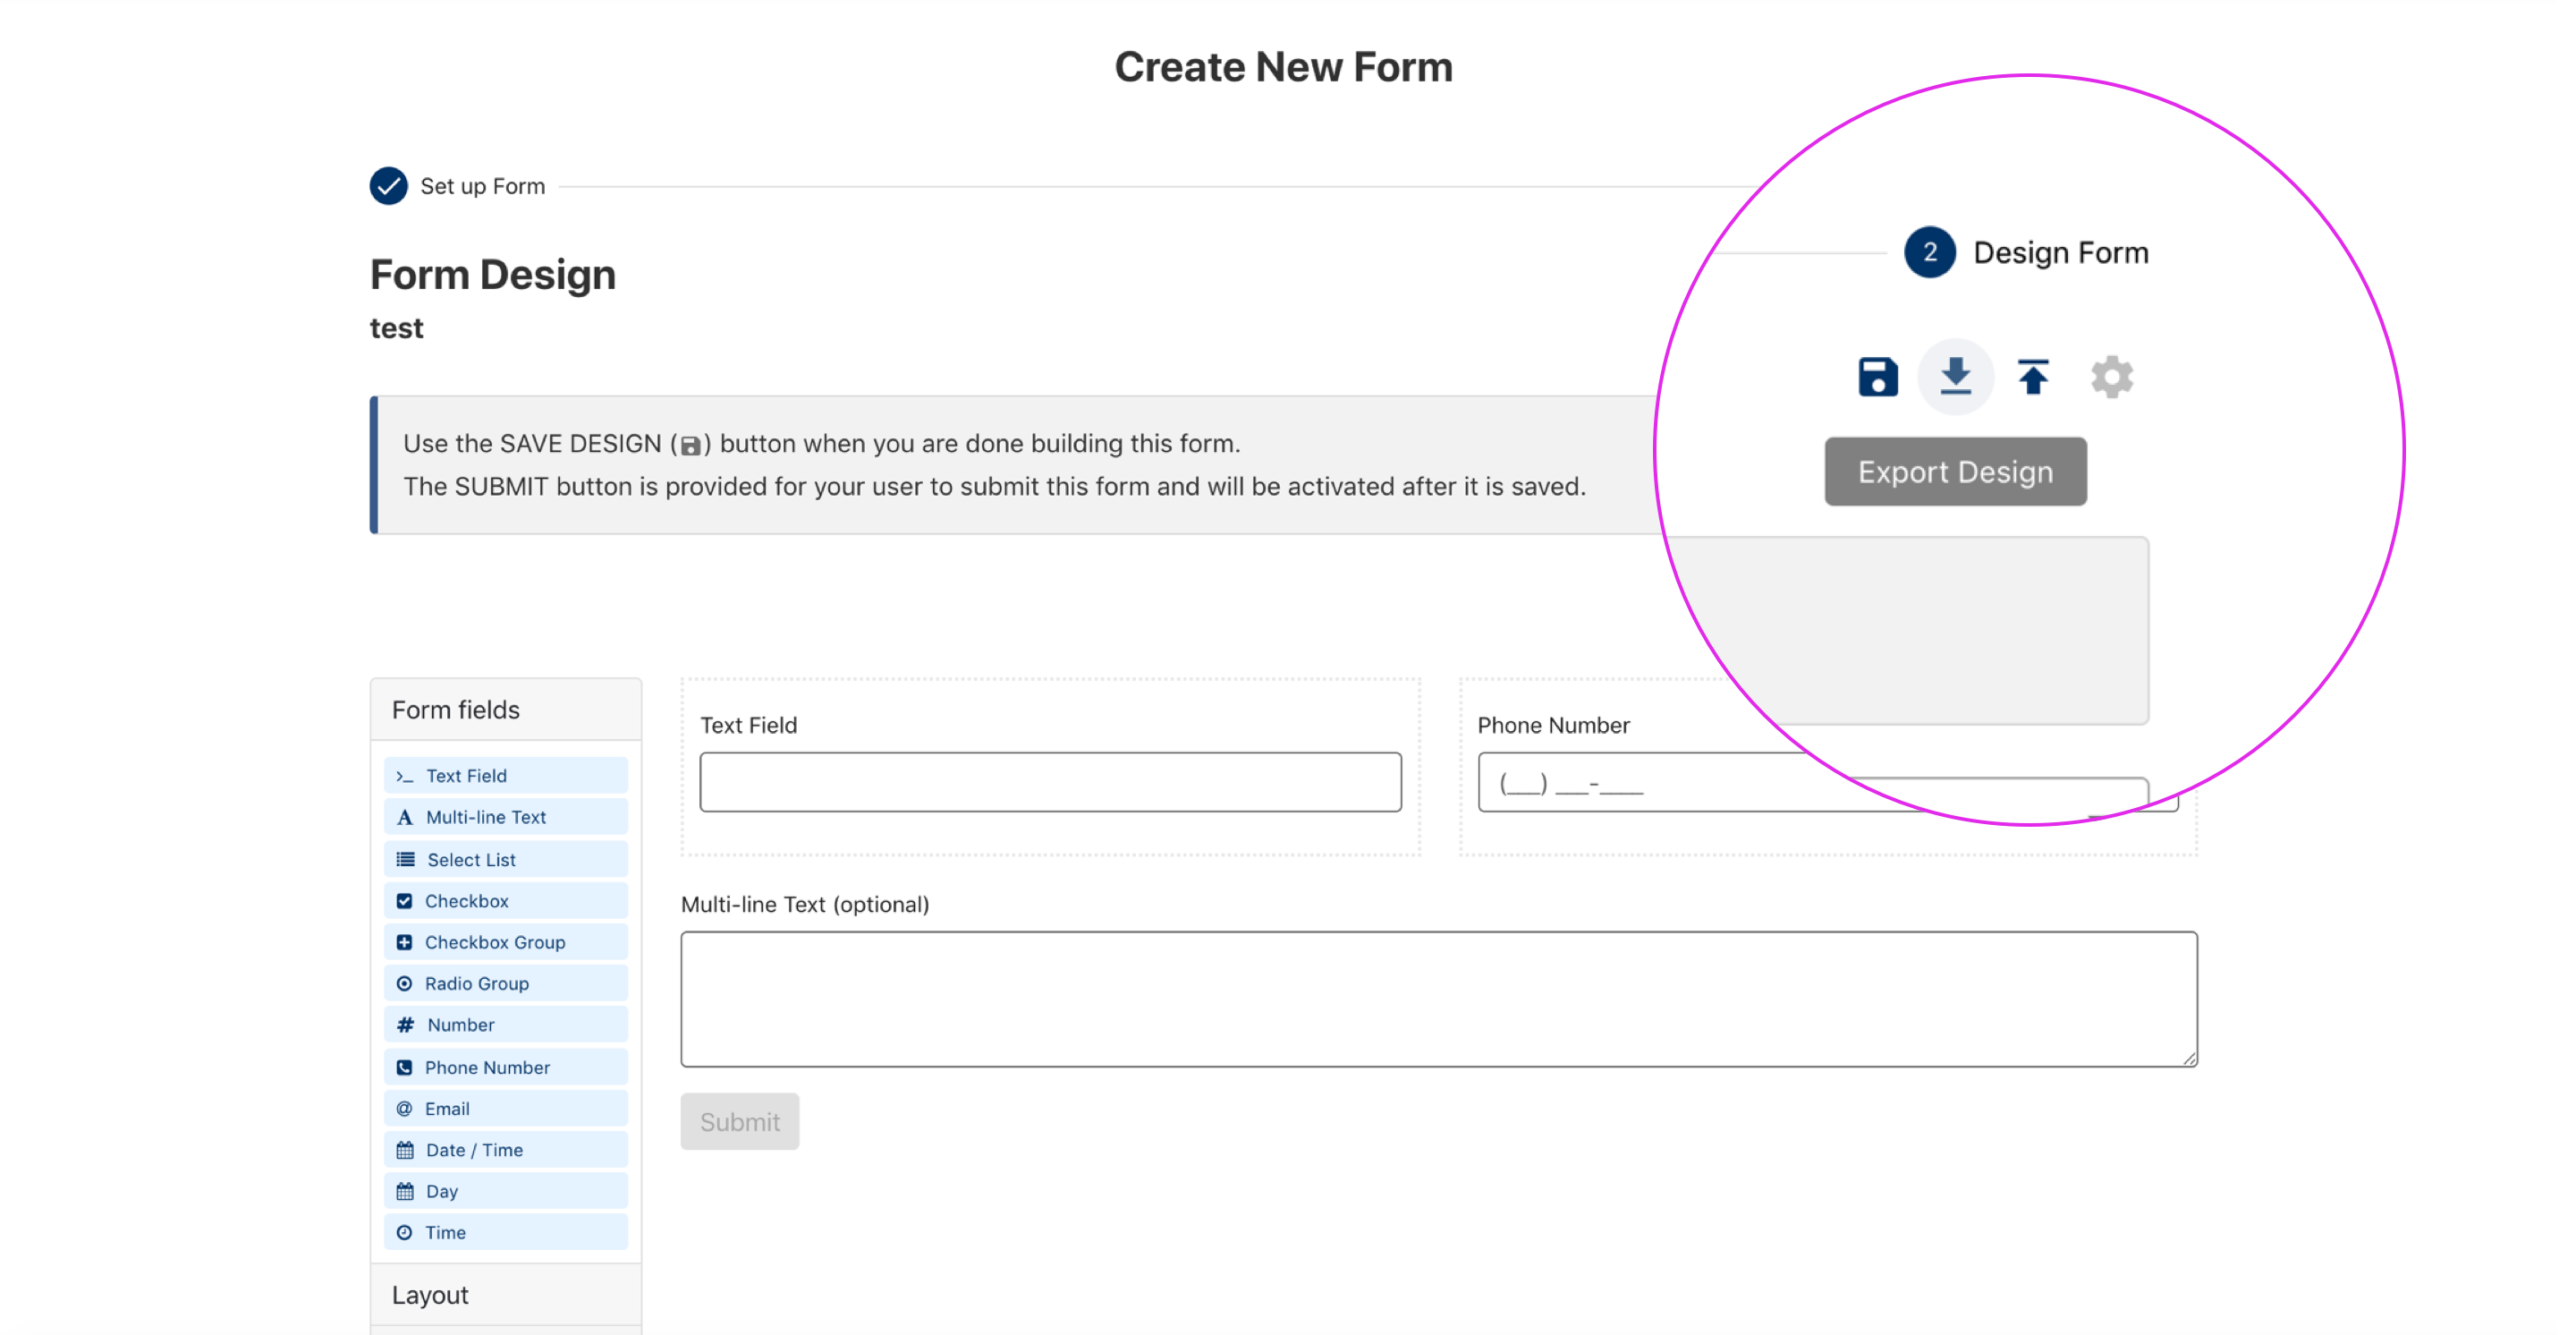 Create New Form
Set up Form
2 Design Form
Form Design
test
Export Design
Use the SAVE DESIGN ( ) button when you are done building this form.
The SUBMIT button is provided for your user to submit this form and will be activated after it is saved.
Form fields
Text Field
Multi-line Text
Select List
Checkbox
Checkbox Group
Radio Group
Number
Phone Number
Email
Date / Time
Day
Time
Layout
Text Field
Phone Number
(___) ___-____
Multi-line Text (optional)
Submit